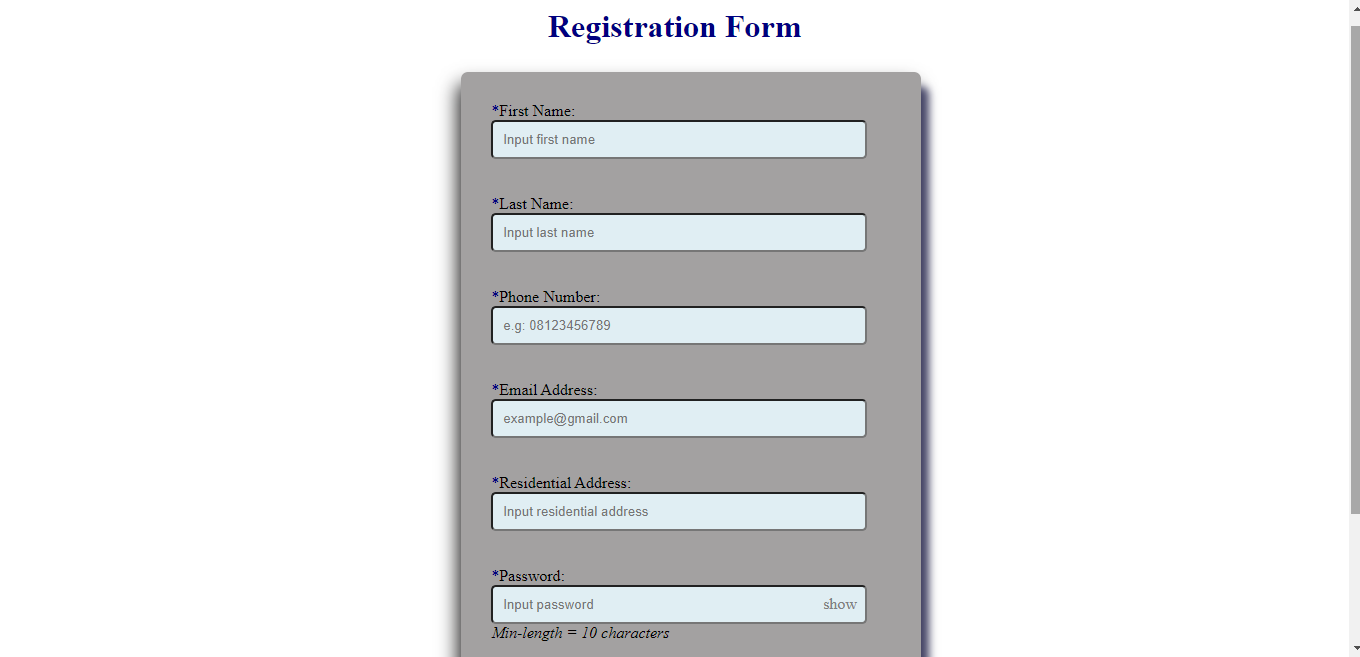 Registration Form
*First Name:
Input first name
*Last Name:
Input last name
*Phone Number:
e.g: 08123456789
*Email Address:
example@gmail.com
*Residential Address:
Input residential address
*Password:
Input password show
Min-length = 10 characters